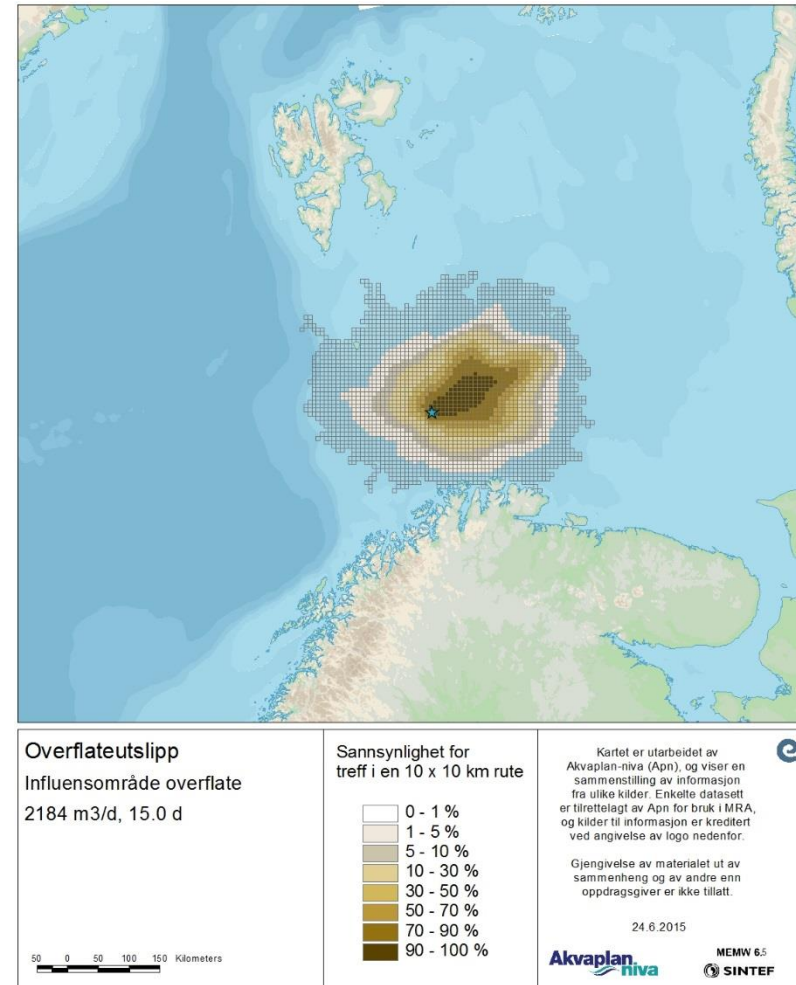 Overflateutslipp
Influensområde overflate
2184 m3/d, 15.0 d
50 0 50 100 150 Kilometers
Sannsynlighet for
treff i en 10 x 10 km rute
0 - 1 %
1 - 5 %
5 - 10 %
10 - 30 %
30 - 50 %
50 - 70 %
70 - 90 %
90 - 100 %
Kartet er utarbeidet av
Akvaplan-niva (Apn), og viser en
sammenstilling av informasjon
fra ulike kilder. Enkelte datasett
er tilrettelagt av Apn for bruk i MRA,
og kilder til informasjon er kreditert
ved angivelse av logo nedenfor.
Gjengivelse av materialet ut av
sammenheng og av andre enn
oppdragsgiver er ikke tillatt.
24.6.2015
Akvaplan
niva
MEMW 6.5
SINTEF